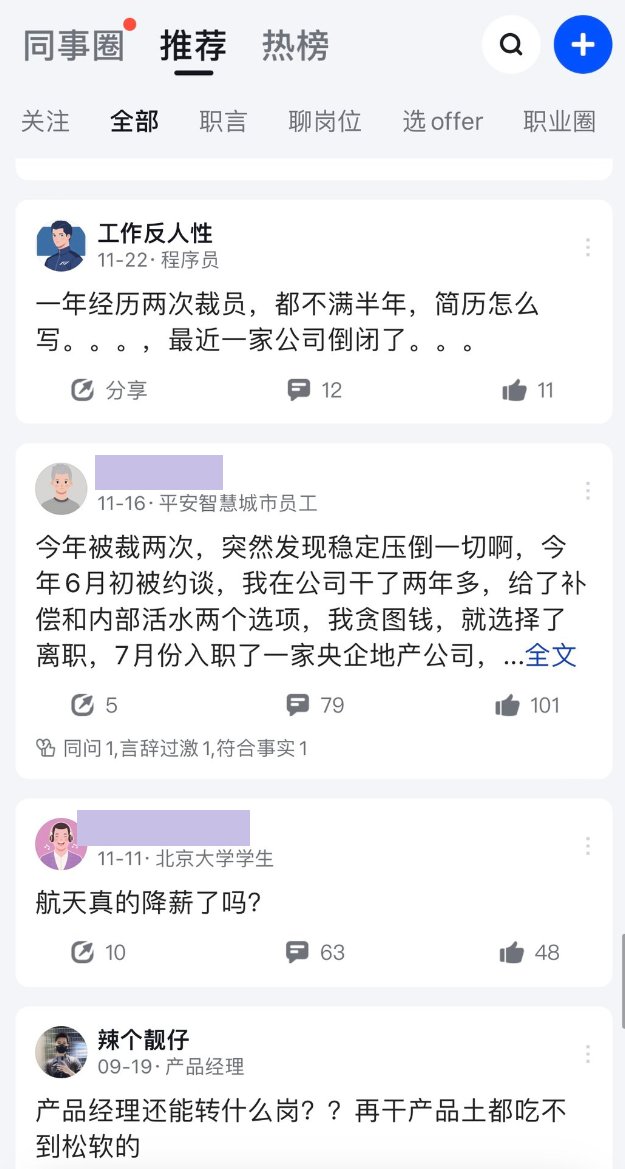 同事圈 推荐 热榜
关注 全部 职言 聊岗位 选offer 职业圈
工作反人性
11-22· 程序员
一年经历两次裁员，都不满半年，简历怎么
写。。。，最近一家公司倒闭了。。。
分享 12 11
11-16· 平安智慧城市员工
今年被裁两次，突然发现稳定压倒一切啊，今
年6月初被约谈，我在公司干了两年多，给了补
偿和内部活水两个选项，我贪图钱，就选择了
离职，7月份入职了一家央企地产公司，...全文
5 79 101
同问1,言辞过激1,符合事实1
11-11· 北京大学学生
航天真的降薪了吗?
10 63 48
辣个靓仔
09-19· 产品经理
产品经理还能转什么岗？？再干产品土都吃不
到松软的